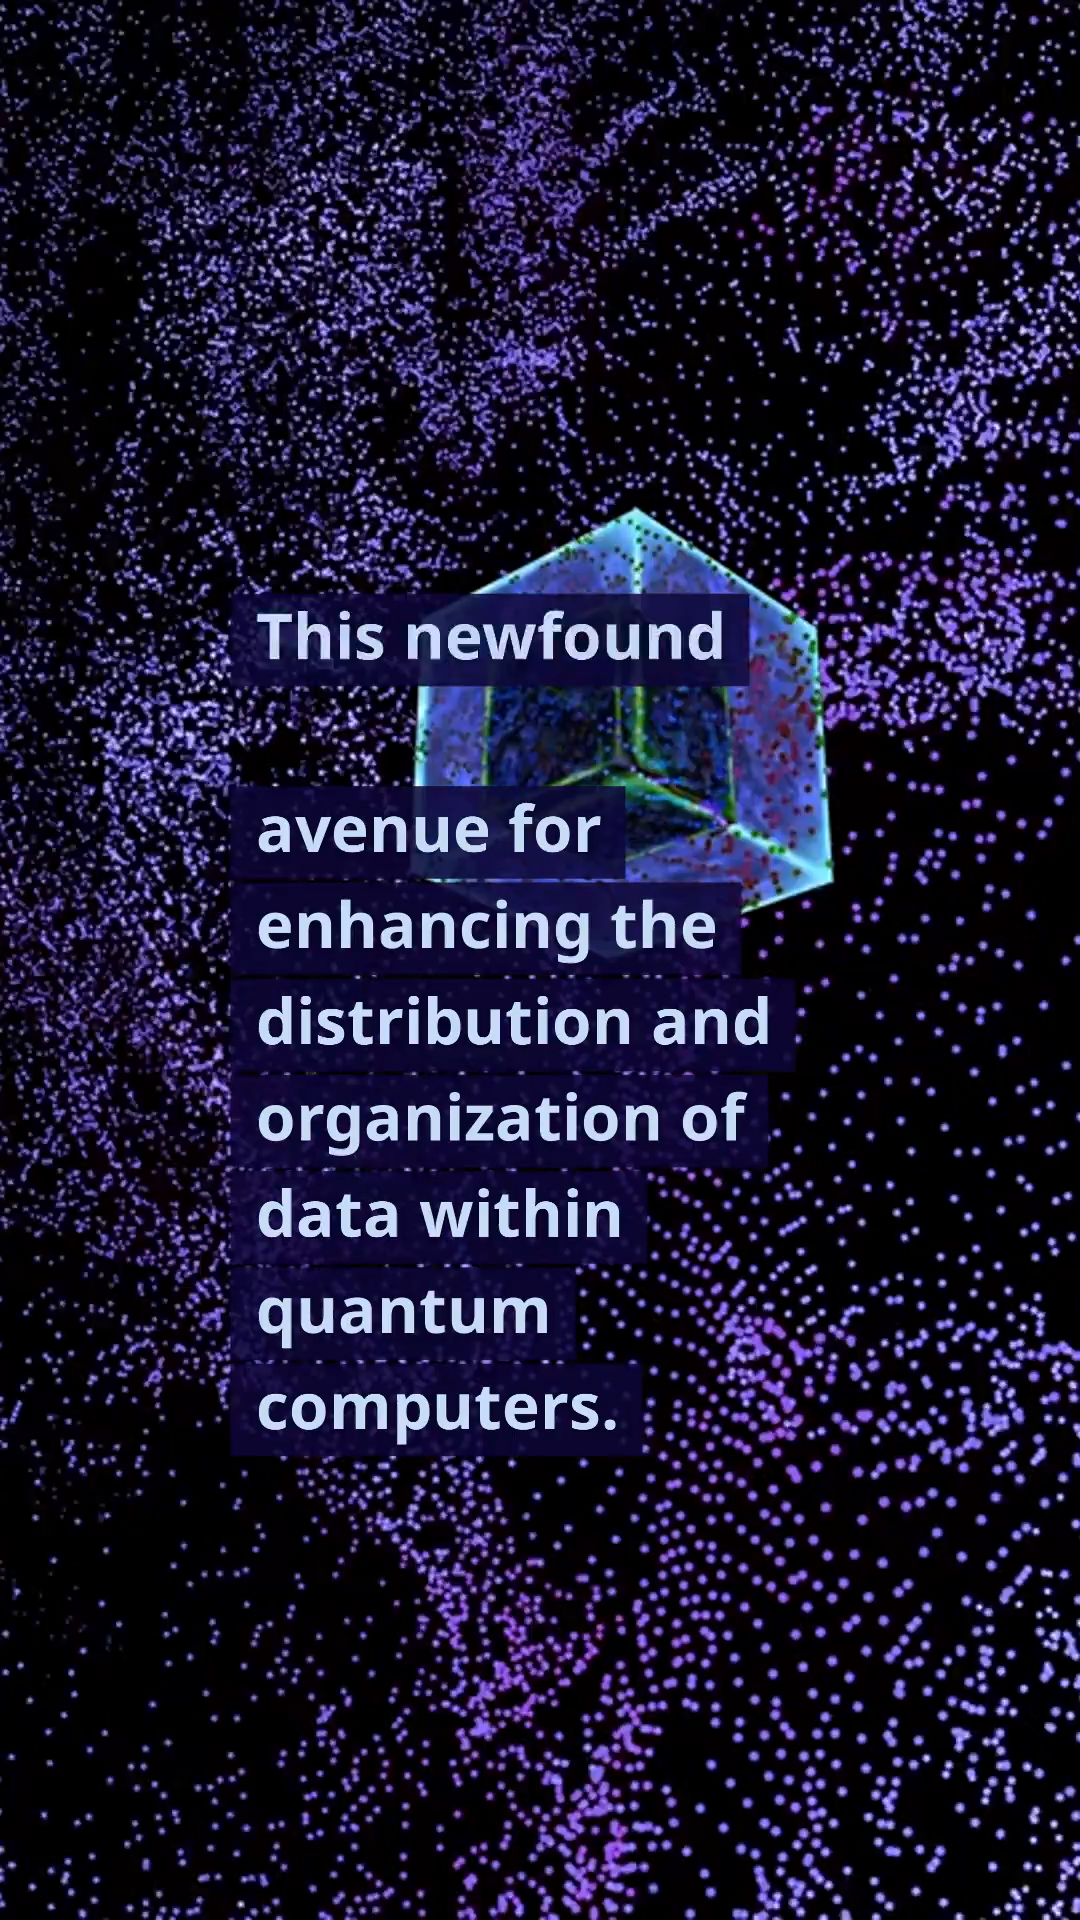 This newfound
avenue for
enhancing the
distribution and
organization of
data within
quantum
computers.